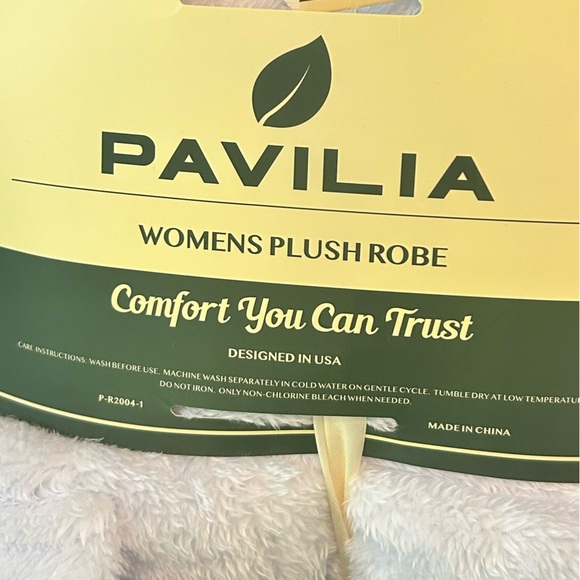 PAVILIA
WOMENS PLUSH ROBE
Comfort You Can Trust
DESIGNED IN USA
CARE INSTRUCTIONS: WASH BEFORE USE. MACHINE WASH SEPARATELY IN COLD WATER ON GENTLE CYCLE. TUMBLE DRY AT LOW TEMPERATU
DO NOT IRON. ONLY NON-CHLORINE BLEACH WHEN NEEDED.
P-R2004-1
MADE IN CHINA